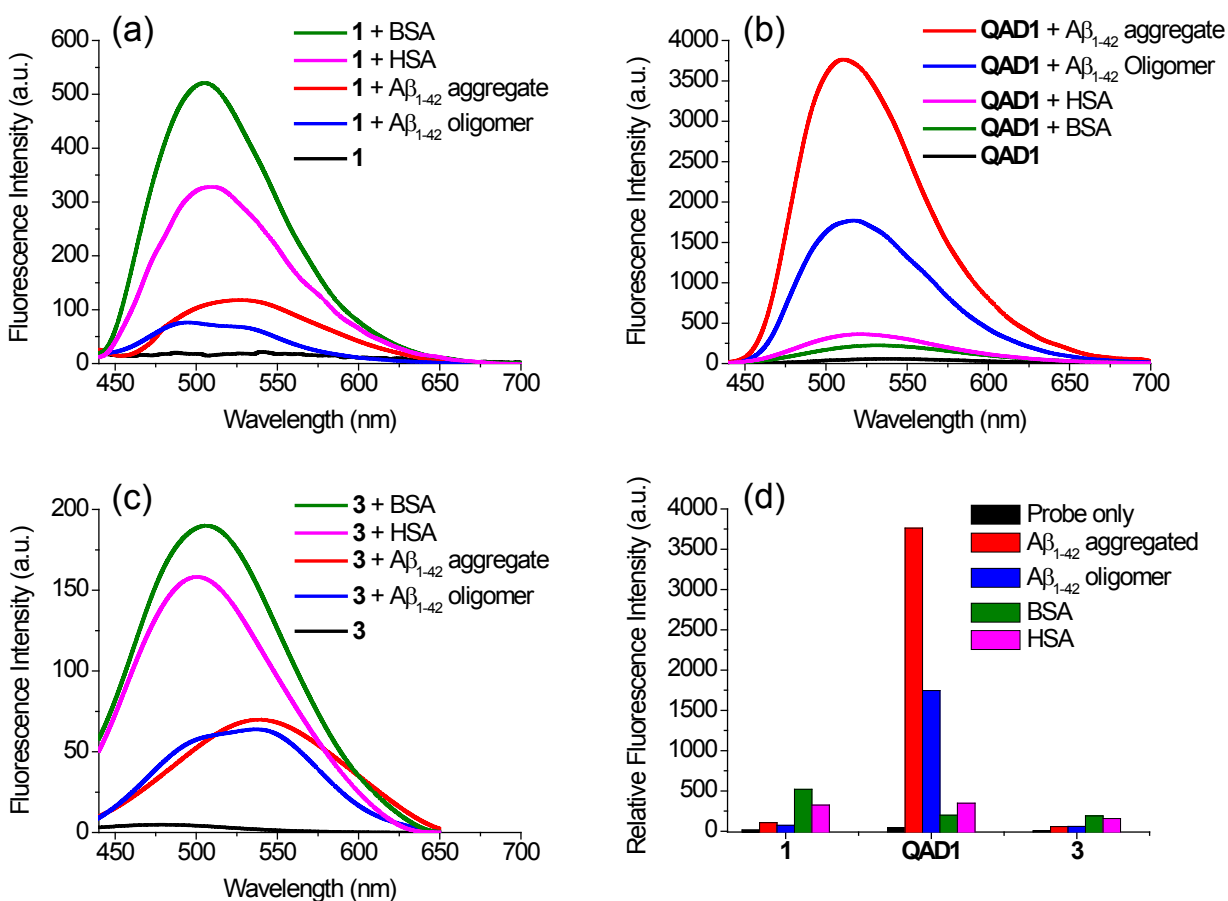 (a)
1 + BSA
1 + HSA
1 + Aβ1-42 aggregate
1 + Aβ1-42 oligomer
1
Fluorescence Intensity (a.u.)
600
500
400
300
200
100
0
450 500 550 600 650 700
Wavelength (nm)
(b)
QAD1 + Aβ1-42 aggregate
QAD1 + Aβ1-42 Oligomer
QAD1 + HSA
QAD1 + BSA
QAD1
Fluorescence Intensity (a.u.)
4000
3500
3000
2500
2000
1500
1000
500
0
450 500 550 600 650 700
Wavelength (nm)
(c)
3 + BSA
3 + HSA
3 + Aβ1-42 aggregate
3 + Aβ1-42 oligomer
3
Fluorescence Intensity (a.u.)
200
150
100
50
0
450 500 550 600 650 700
Wavelength (nm)
(d)
Probe only
Aβ1-42 aggregated
Aβ1-42 oligomer
BSA
HSA
Relative Fluorescence Intensity (a.u.)
4000
3500
3000
2500
2000
1500
1000
500
0
1 QAD1 3